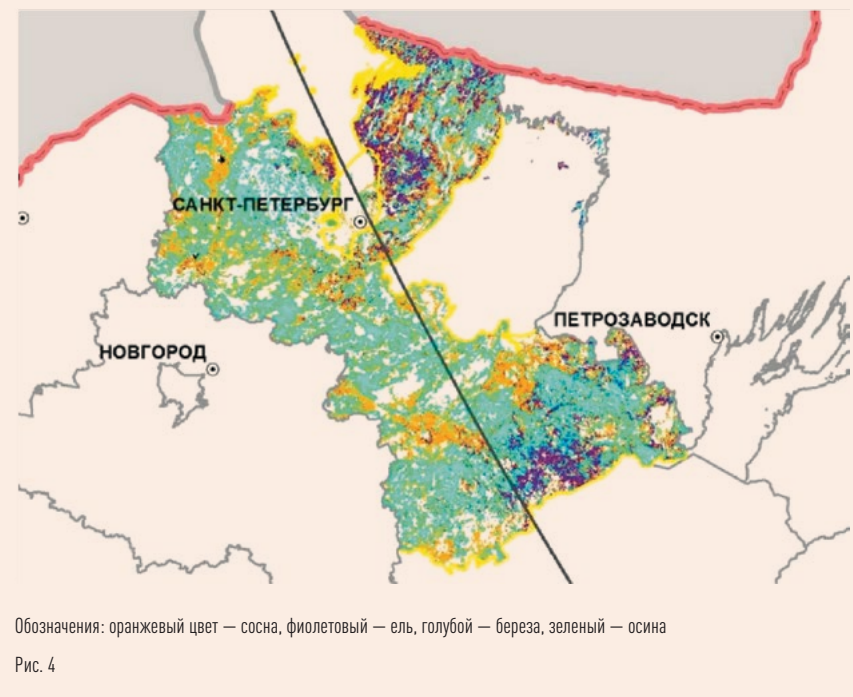 САНКТ-ПЕТЕРБУРГ
ПЕТРОЗАВОДСК
НОВГОРОД
Обозначения: оранжевый цвет — сосна, фиолетовый — ель, голубой — береза, зеленый — осина
Рис. 4